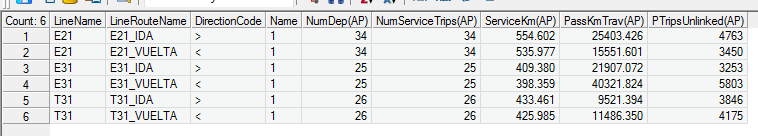 Count: 6 LineName LineRouteName DirectionCode Name NumDep(AP) NumServiceTrips(AP) ServiceKm(AP) PassKmTrav(AP) PTripsUnlinked(AP)
1 E21 E21_IDA > 1 34 34 554.602 25403.426 4763
2 E21 E21_VUELTA < 1 34 34 535.977 15551.601 3450
3 E31 E31_IDA > 1 25 25 409.380 21907.072 3253
4 E31 E31_VUELTA < 1 25 25 398.359 40321.822 5803
5 T31 T31_IDA > 1 26 26 433.461 9521.394 3846
6 T31 T31_VUELTA < 1 26 26 425.985 11486.350 4175